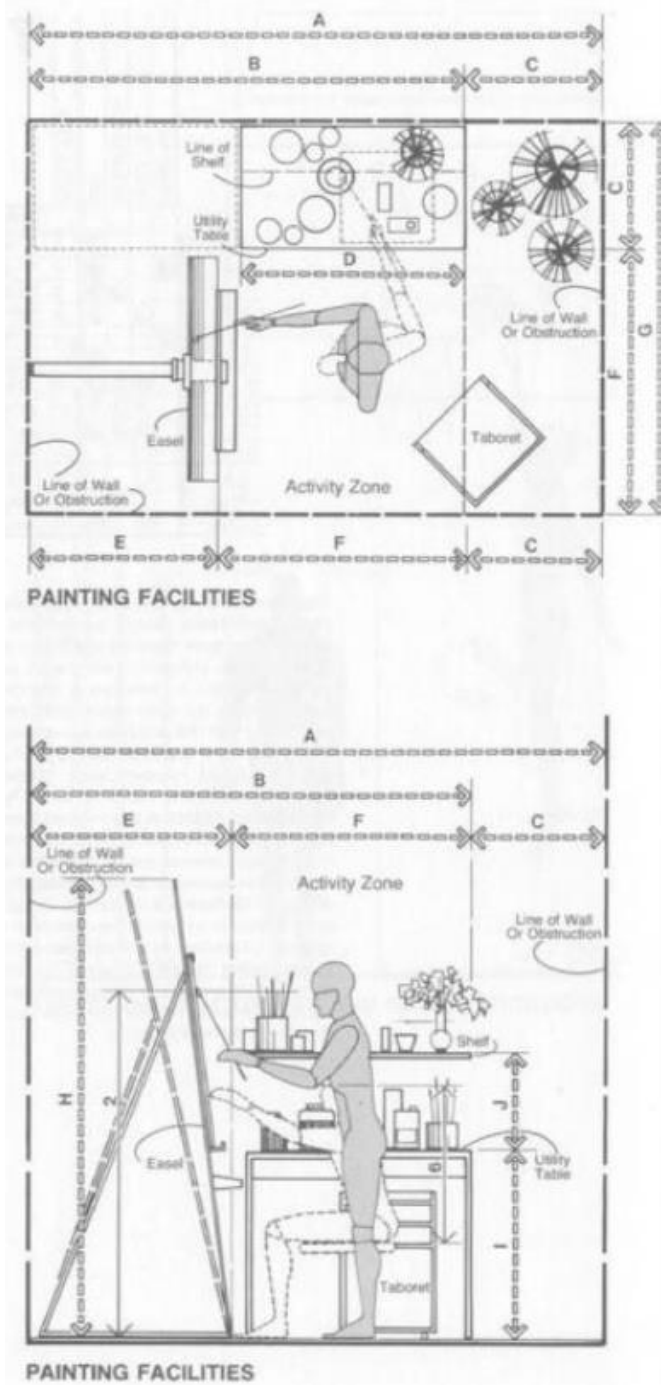 A
B
C
Line of
Shelf
C
Utility
Table
D
Line of Wall
Or Obstruction
G
F
Easel
Taboret
Line of Wall
Or Obstruction
Activity Zone
E
F
C
PAINTING FACILITIES
A
B
E
F
C
Line of Wall
Or Obstruction
Activity Zone
Line of Wall
Or Obstruction
Shelf
H
2
J
Easel
6
Utility
Table
I
Taboret
PAINTING FACILITIES